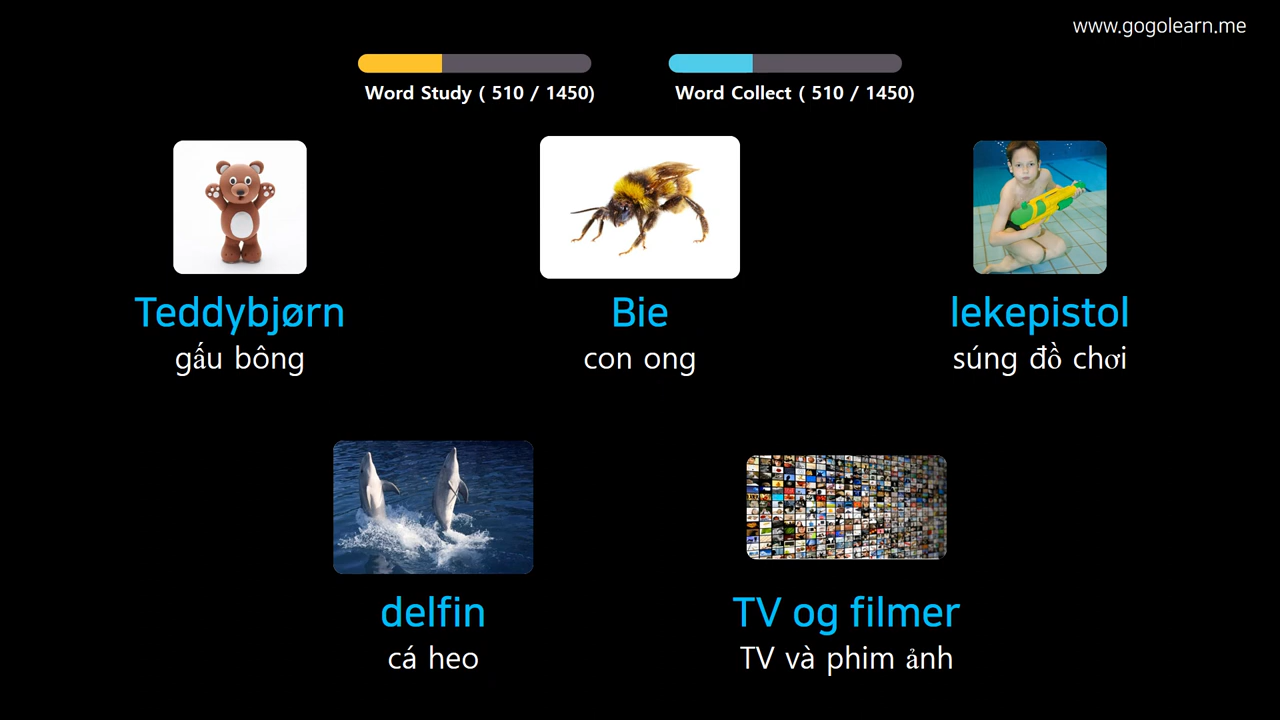 www.gogolearn.me
Word Study ( 510 / 1450)
Word Collect ( 510 / 1450)
Teddybjørn
gấu bông
Bie
con ong
lekepistol
súng đồ chơi
delfin
cá heo
TV og filmer
TV và phim ảnh